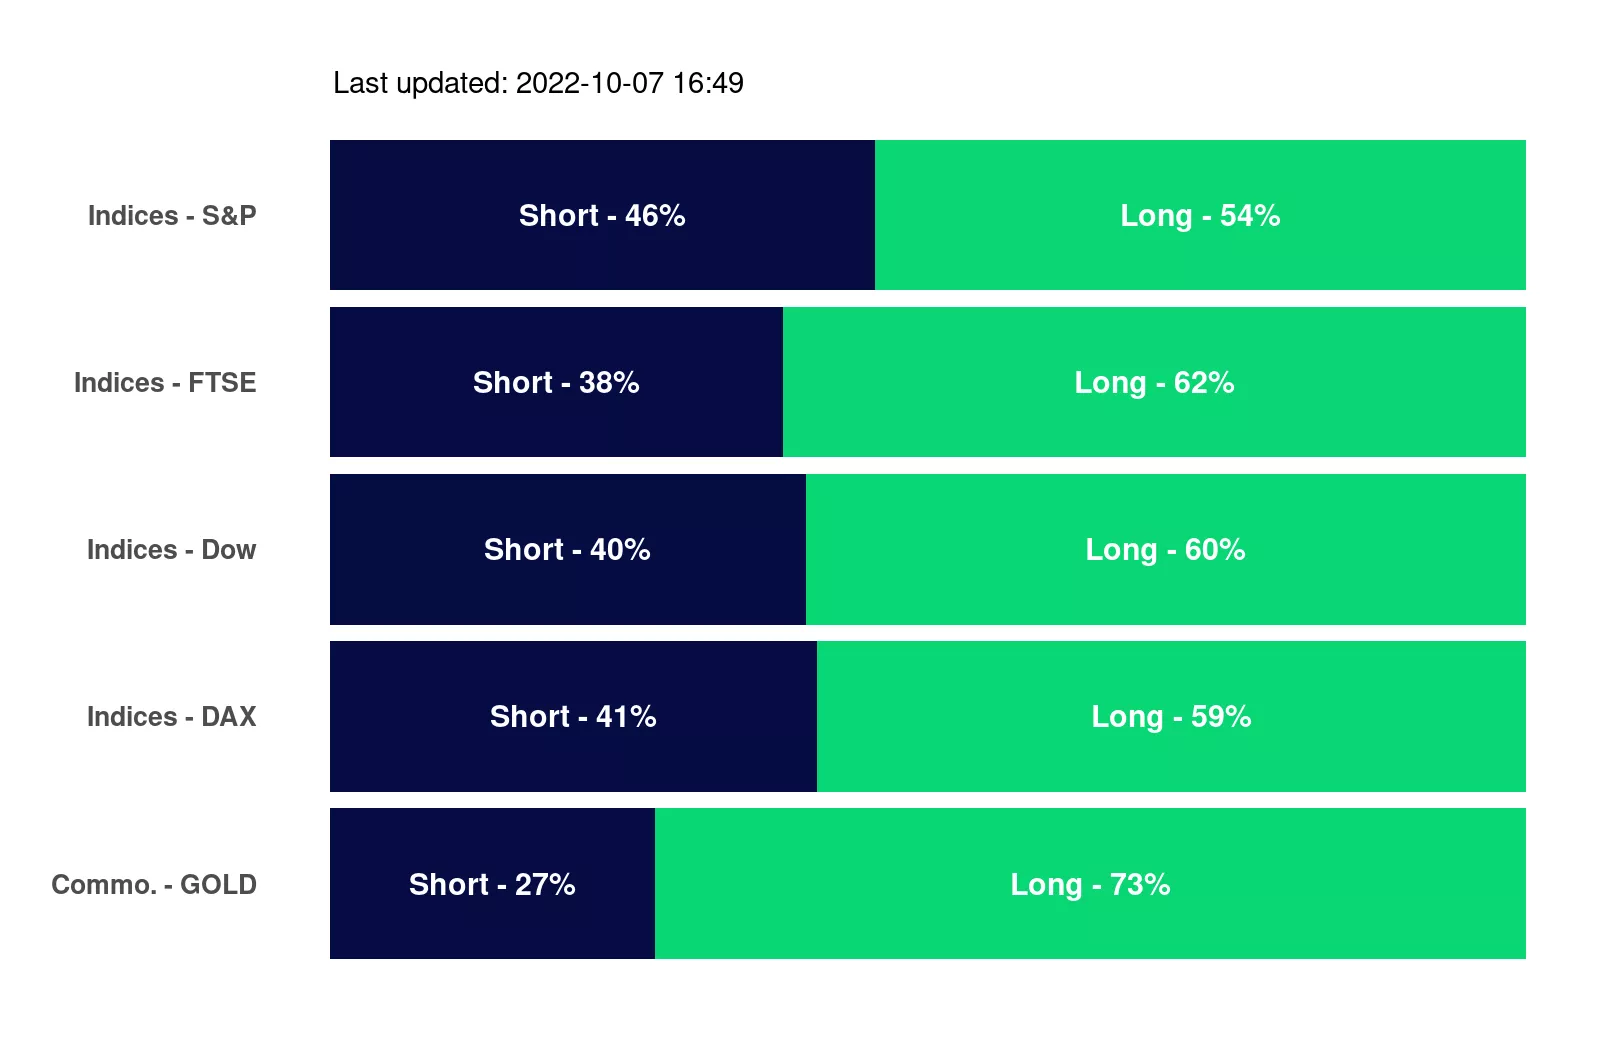 Last updated: 2022-10-07 16:49
Indices - S&P Short - 46% Long - 54%
Indices - FTSE Short - 38% Long - 62%
Indices - Dow Short - 40% Long - 60%
Indices - DAX Short - 41% Long - 59%
Commo. - GOLD Short - 27% Long - 73%